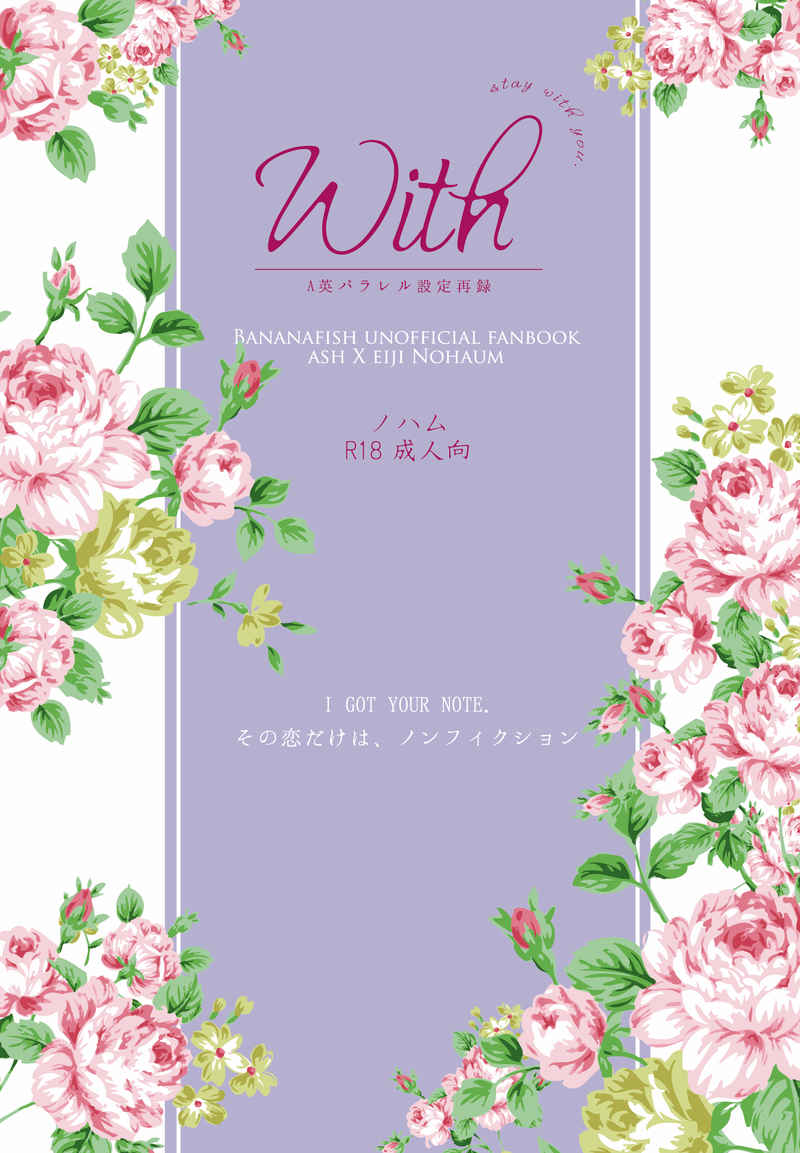 stay with you.
With
A英パラレル設定再録
BANANAFISH UNOFFICIAL FANBOOK
ASH X EIJI NOHAUM
ノハム
R18 成人向
I GOT YOUR NOTE.
その恋だけは、ノンフィクション